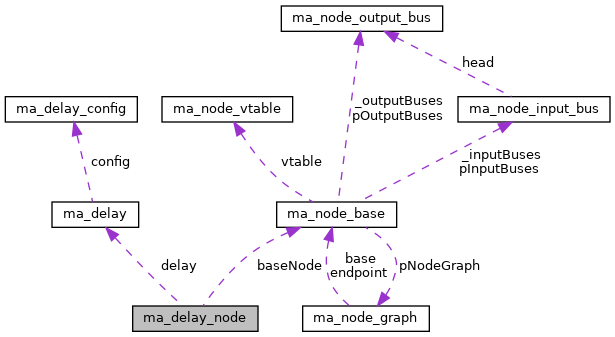 ma_node_output_bus
head
ma_delay_config
ma_node_vtable
_outputBuses
pOutputBuses
ma_node_input_bus
config
vtable
_inputBuses
pInputBuses
ma_delay
ma_node_base
delay
baseNode
base
endpoint
pNodeGraph
ma_delay_node
ma_node_graph